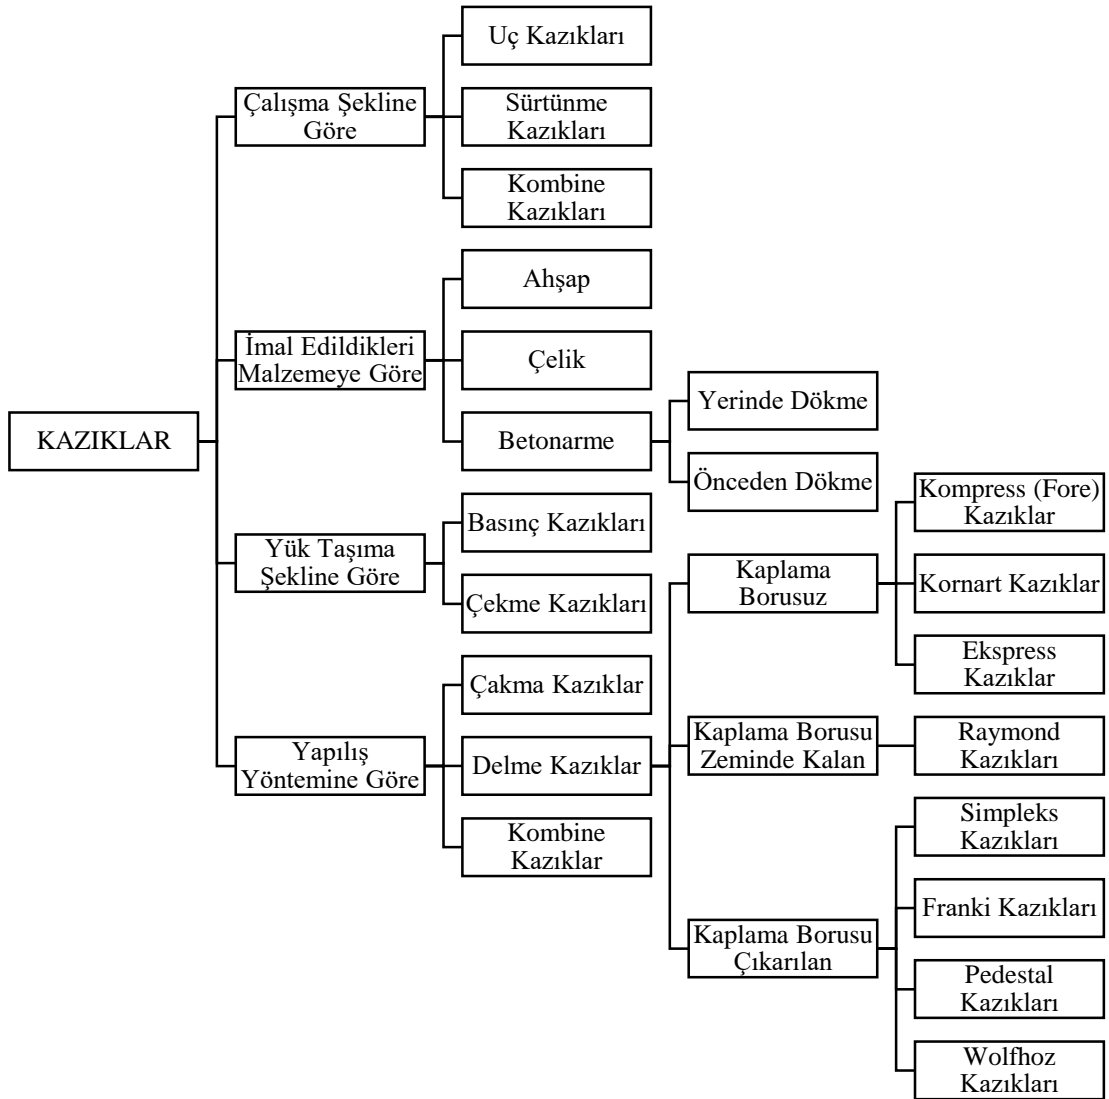 KAZIKLAR
Çalışma Şekline
Göre
Uç Kazıkları
Sürtünme
Kazıkları
Kombine
Kazıkları
İmal Edildikleri
Malzemeye Göre
Ahşap
Çelik
Betonarme
Yerinde Dökme
Önceden Dökme
Yük Taşıma
Şekline Göre
Basınç Kazıkları
Çekme Kazıkları
Yapılış
Yöntemine Göre
Çakma Kazıklar
Delme Kazıklar
Kaplama
Borusuz
Kompress (Fore)
Kazıklar
Kornart Kazıklar
Ekspress
Kazıklar
Kaplama Borusu
Zeminde Kalan
Raymond
Kazıkları
Kaplama Borusu
Çıkarılan
Simpleks
Kazıkları
Franki Kazıkları
Pedestal
Kazıkları
Wolfhoz
Kazıkları
Kombine
Kazıklar